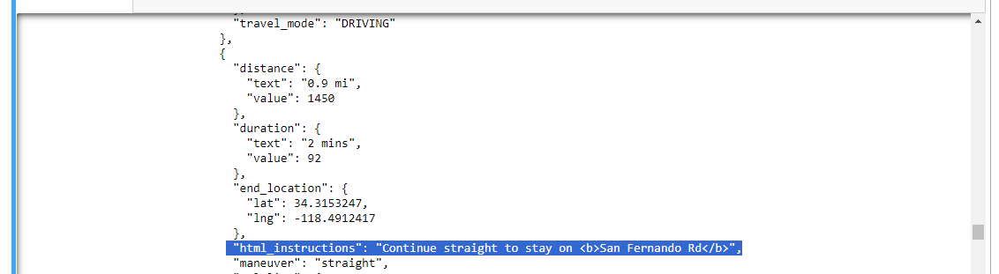 "travel_mode": "DRIVING"
},
{
"distance": {
"text": "0.9 mi",
"value": 1450
},
"duration": {
"text": "2 mins",
"value": 92
},
"end_location": {
"lat": 34.3153247,
"lng": -118.4912417
},
"html_instructions": "Continue straight to stay on <b>San Fernando Rd</b>",
"maneuver": "straight",